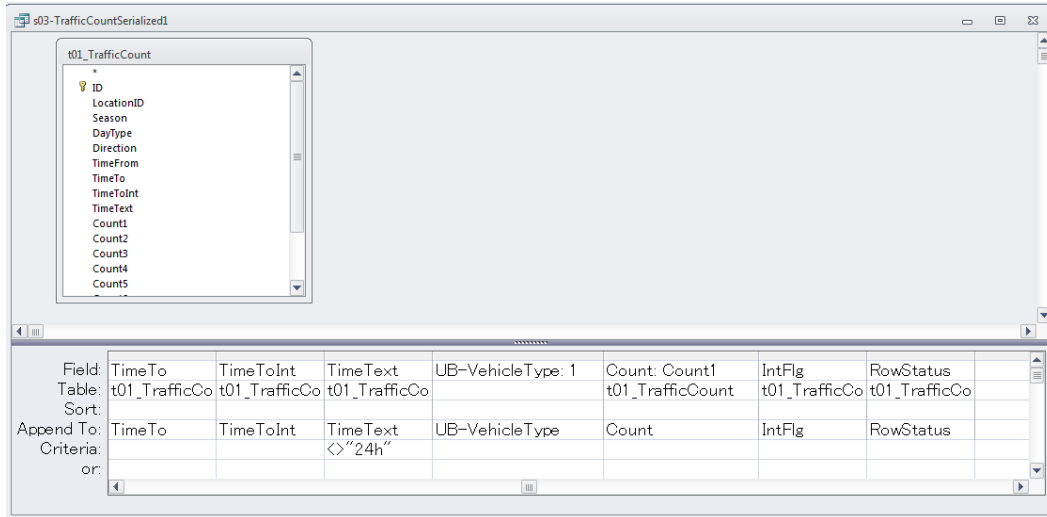 s03-TrafficCountSerialized1
t01_TrafficCount
*
ID
LocationID
Season
DayType
Direction
TimeFrom
TimeTo
TimeToInt
TimeText
Count1
Count2
Count3
Count4
Count5
Field: TimeTo TimeToInt TimeText UB-VehicleType: 1 Count: Count1 IntFlg RowStatus
Table: t01_TrafficCo t01_TrafficCo t01_TrafficCo t01_TrafficCount t01_TrafficCo t01_TrafficCo
Sort:
Append To: TimeTo TimeToInt TimeText UB-VehicleType Count IntFlg RowStatus
Criteria: <>"24h"
or: